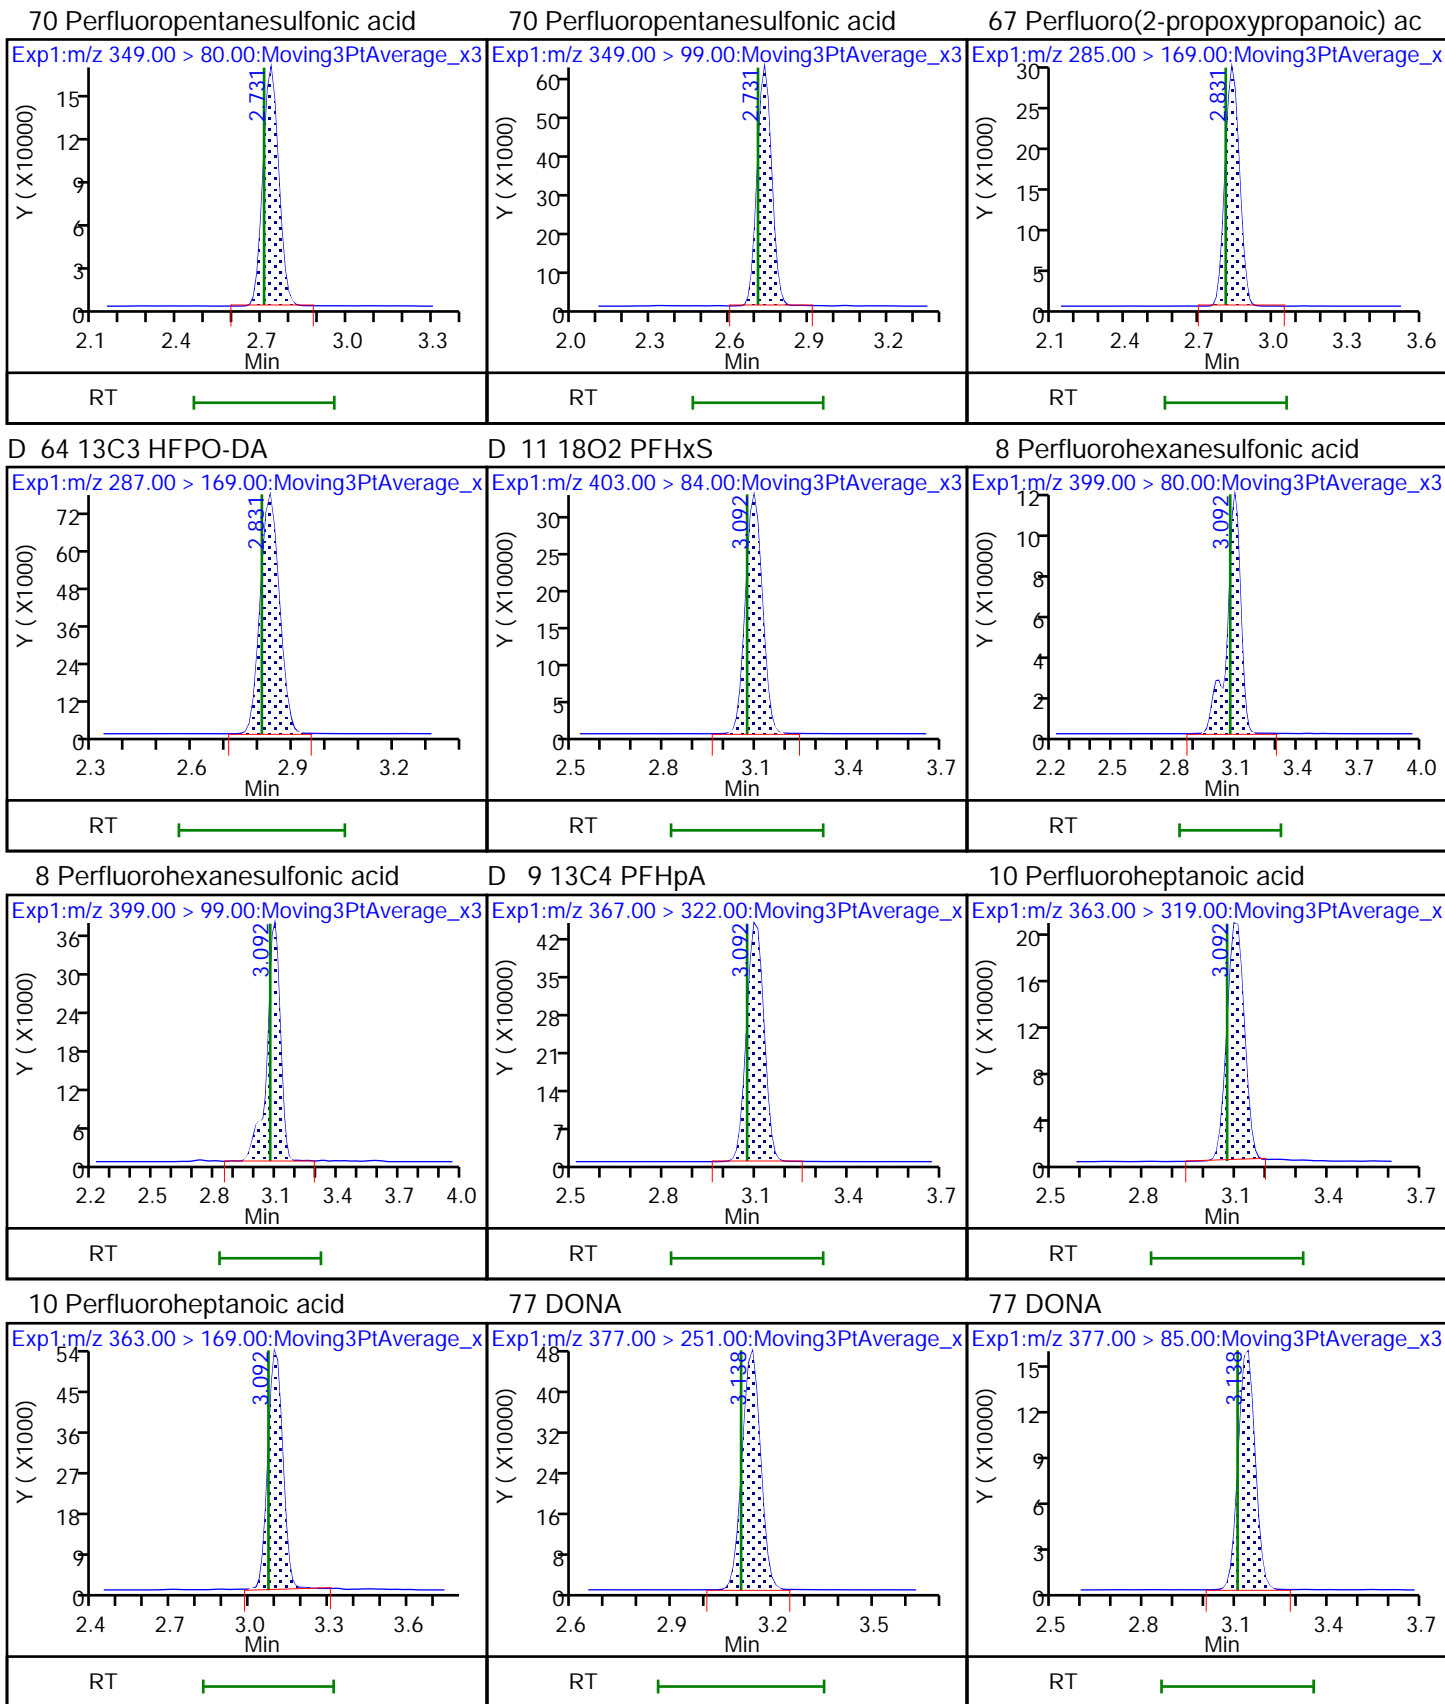 70 Perfluoropentanesulfonic acid
Exp1:m/z 349.00 > 80.00:Moving3PtAverage_x3
2.731
Y ( X10000)
15
12
9
6
3
0
2.1 2.4 2.7 3.0 3.3
Min
RT
70 Perfluoropentanesulfonic acid
Exp1:m/z 349.00 > 99.00:Moving3PtAverage_x3
2.731
Y ( X1000)
60
50
40
30
20
10
0
2.0 2.3 2.6 2.9 3.2
Min
RT
67 Perfluoro(2-propoxypropanoic) ac
Exp1:m/z 285.00 > 169.00:Moving3PtAverage_x
2.831
Y ( X1000)
30
25
20
15
10
5
0
2.1 2.4 2.7 3.0 3.3 3.6
Min
RT
D 64 13C3 HFPO-DA
Exp1:m/z 287.00 > 169.00:Moving3PtAverage_x
2.831
Y ( X1000)
72
60
48
36
24
12
0
2.3 2.6 2.9 3.2
Min
RT
D 11 18O2 PFHxS
Exp1:m/z 403.00 > 84.00:Moving3PtAverage_x3
3.092
Y ( X10000)
30
25
20
15
10
5
0
2.5 2.8 3.1 3.4 3.7
Min
RT
8 Perfluorohexanesulfonic acid
Exp1:m/z 399.00 > 80.00:Moving3PtAverage_x3
3.092
Y ( X10000)
12
10
8
6
4
2
0
2.2 2.5 2.8 3.1 3.4 3.7 4.0
Min
RT
8 Perfluorohexanesulfonic acid
Exp1:m/z 399.00 > 99.00:Moving3PtAverage_x3
3.092
Y ( X1000)
36
30
24
18
12
6
0
2.2 2.5 2.8 3.1 3.4 3.7 4.0
Min
RT
D 9 13C4 PFHpA
Exp1:m/z 367.00 > 322.00:Moving3PtAverage_x
3.092
Y ( X10000)
42
35
28
21
14
7
0
2.5 2.8 3.1 3.4 3.7
Min
RT
10 Perfluoroheptanoic acid
Exp1:m/z 363.00 > 319.00:Moving3PtAverage_x
3.092
Y ( X10000)
20
16
12
8
4
0
2.5 2.8 3.1 3.4 3.7
Min
RT
10 Perfluoroheptanoic acid
Exp1:m/z 363.00 > 169.00:Moving3PtAverage_x
3.092
Y ( X1000)
54
45
36
27
18
9
0
2.4 2.7 3.0 3.3 3.6
Min
RT
77 DONA
Exp1:m/z 377.00 > 251.00:Moving3PtAverage_x
3.138
Y ( X10000)
48
40
32
24
16
8
0
2.6 2.9 3.2 3.5
Min
RT
77 DONA
Exp1:m/z 377.00 > 85.00:Moving3PtAverage_x3
3.138
Y ( X10000)
15
12
9
6
3
0
2.5 2.8 3.1 3.4 3.7
Min
RT